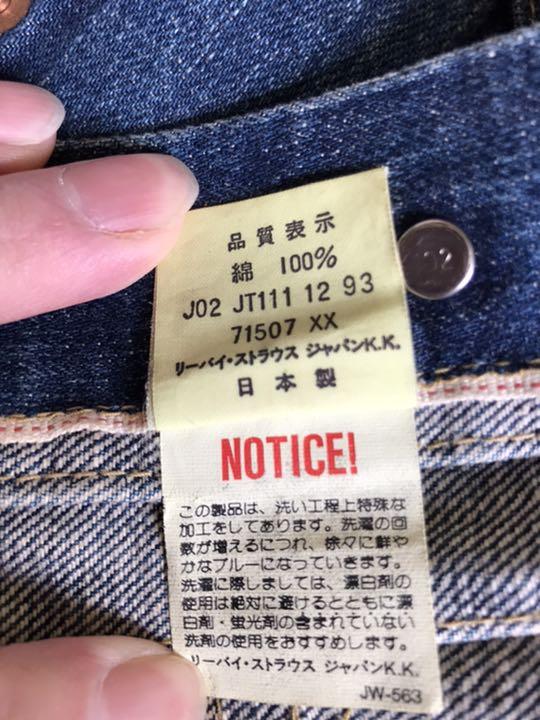 品質表示
綿 100%
J02 JT111 12 93
71507 XX
リーバイ・ストラウス ジャパンK.K.
日本製
NOTICE!
この製品は、洗い工程上特殊な
加工をしてあります。洗濯の回
数が増えるにつれ、徐々に鮮や
かなブルーになっていきます。
洗濯に際しましては、漂白剤の
使用は絶対に避けるとともに漂
白剤・蛍光剤の含まれていない
洗剤の使用をおすすめします。
リーバイ・ストラウス ジャパンK.K.
JW-563